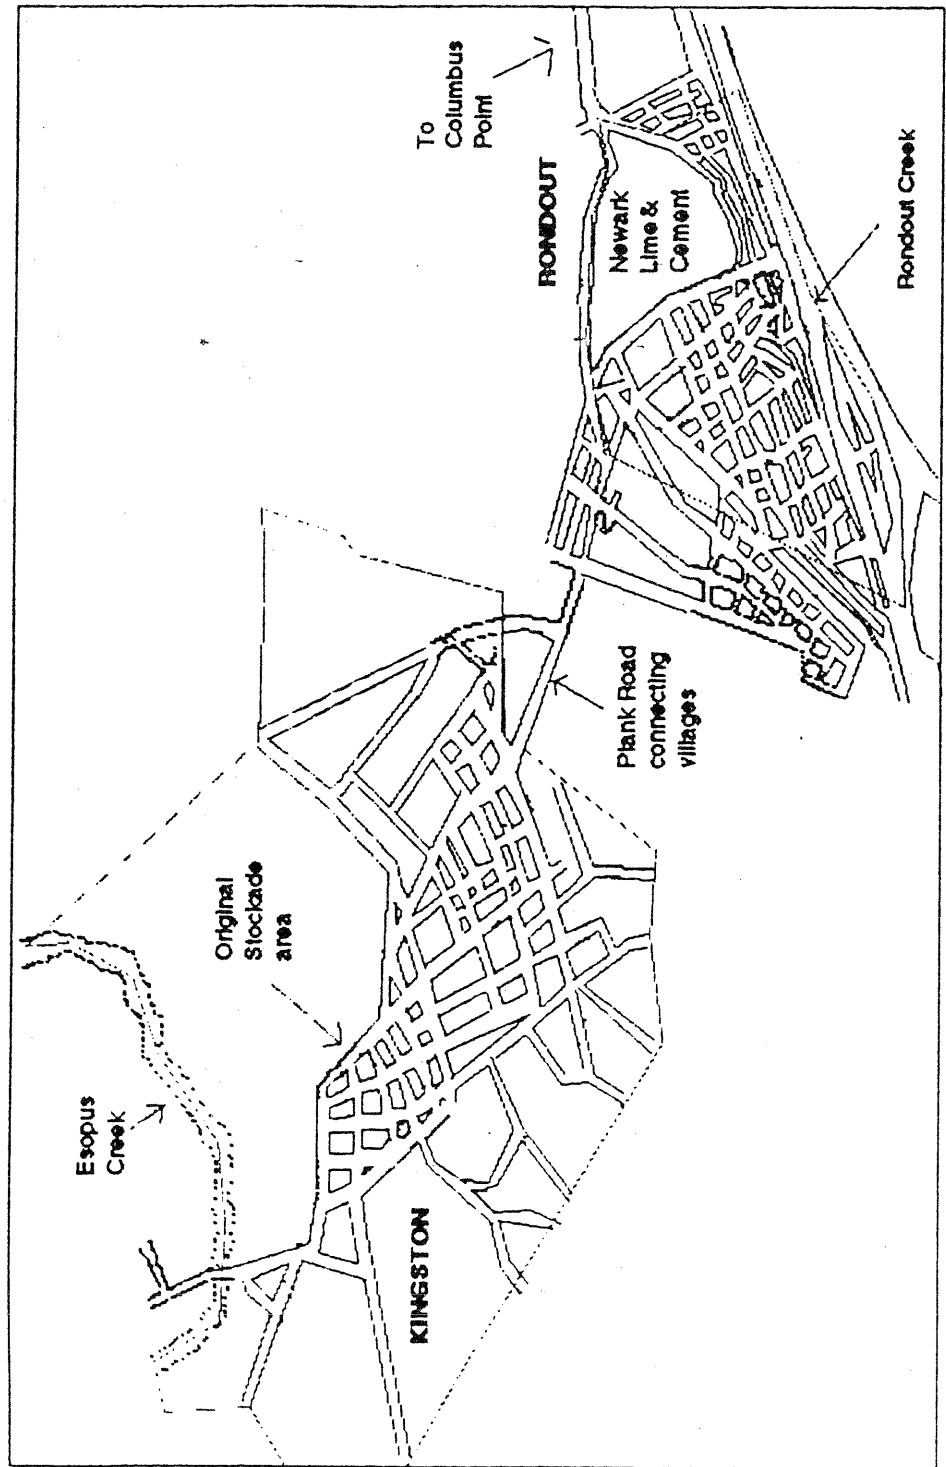 Esopus
Creek
Original
Stockade
area
KINGSTON
Plank Road
connecting
villages
To
Columbus
Point
RONDOUT
Newark
Lime &
Cement
Rondout Creek